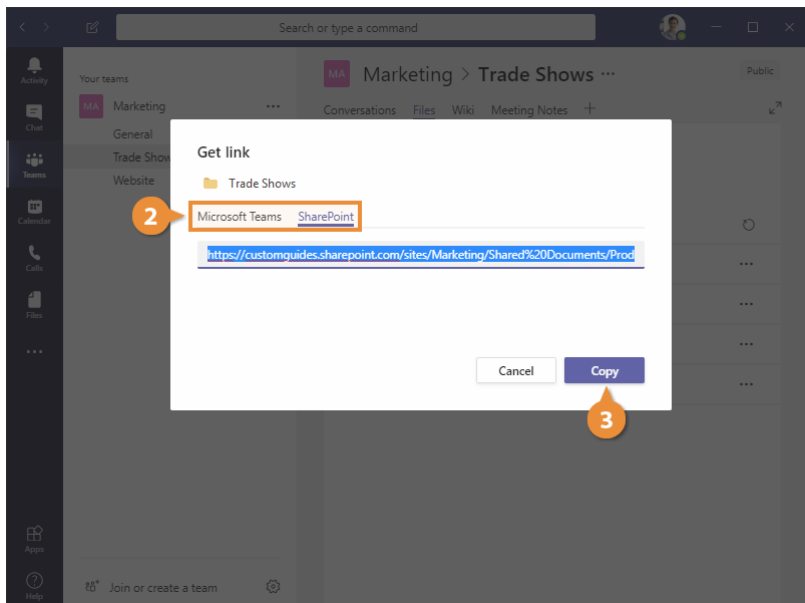 Search or type a command
Activity
Chat
Teams
Calendar
Calls
Files
Apps
Help
Your teams
MA Marketing
General
Trade Show
Website
Join or create a team
MA Marketing > Trade Shows ...
Public
Conversations Files Wiki Meeting Notes +
Get link
Trade Shows
2
Microsoft Teams SharePoint
https://customguides.sharepoint.com/sites/Marketing/Shared%20Documents/Prod
Cancel Copy
3